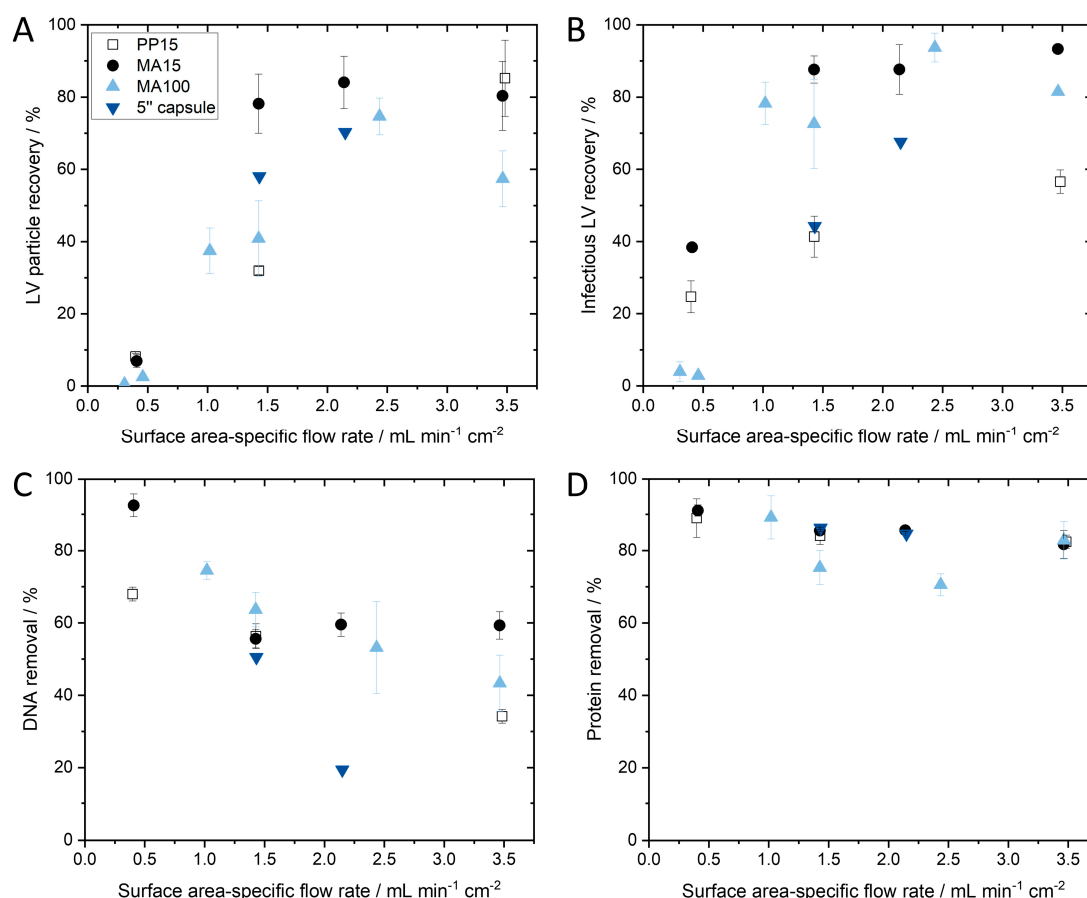 A
PP15
MA15
MA100
5" capsule
LV particle recovery / %
100
80
60
40
20
0
0.0 0.5 1.0 1.5 2.0 2.5 3.0 3.5
Surface area-specific flow rate / mL min⁻¹ cm⁻²
B
Infectious LV recovery / %
100
80
60
40
20
0
0.0 0.5 1.0 1.5 2.0 2.5 3.0 3.5
Surface area-specific flow rate / mL min⁻¹ cm⁻²
C
DNA removal / %
100
80
60
40
20
0
0.0 0.5 1.0 1.5 2.0 2.5 3.0 3.5
Surface area-specific flow rate / mL min⁻¹ cm⁻²
D
Protein removal / %
100
80
60
40
20
0
0.0 0.5 1.0 1.5 2.0 2.5 3.0 3.5
Surface area-specific flow rate / mL min⁻¹ cm⁻²